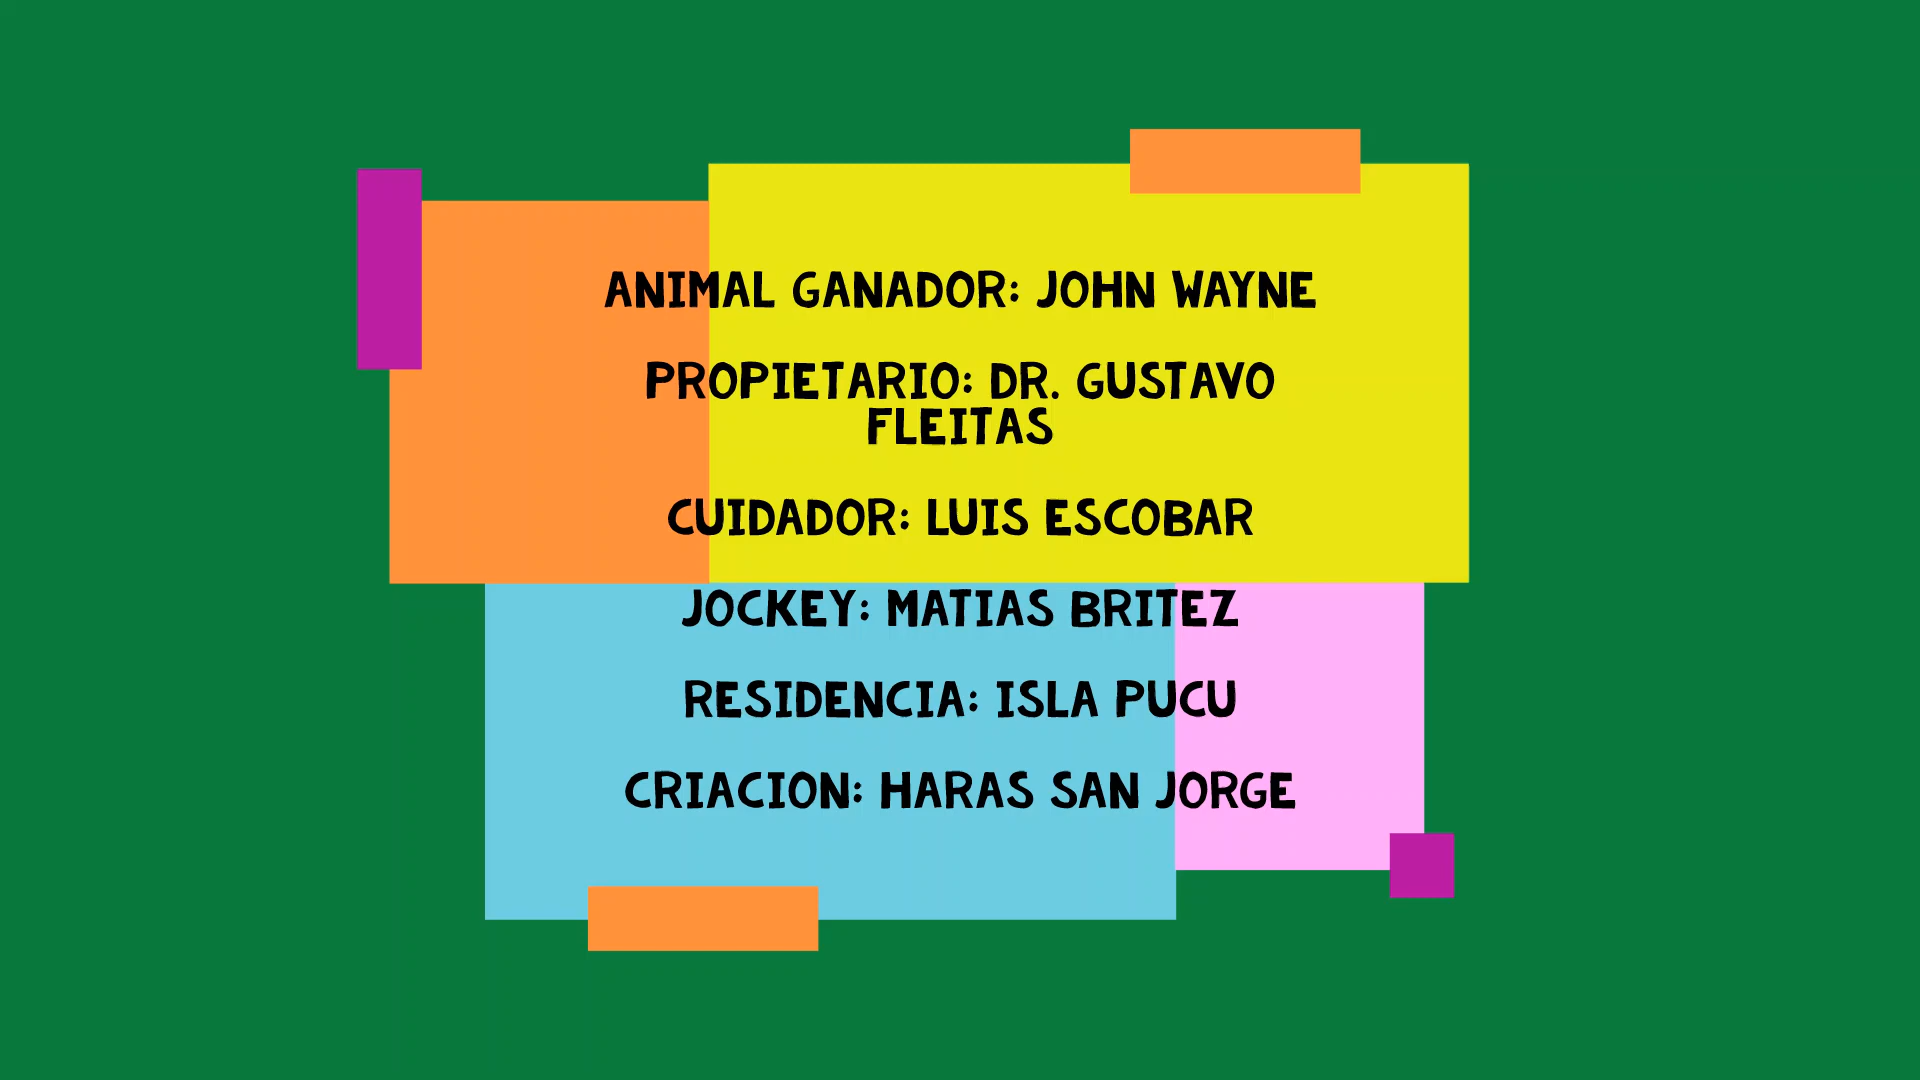 ANIMAL GANADOR: JOHN WAYNE
PROPIETARIO: DR. GUSTAVO
FLEITAS
CUIDADOR: LUIS ESCOBAR
JOCKEY: MATIAS BRITEZ
RESIDENCIA: ISLA PUCU
CRIACION: HARAS SAN JORGE